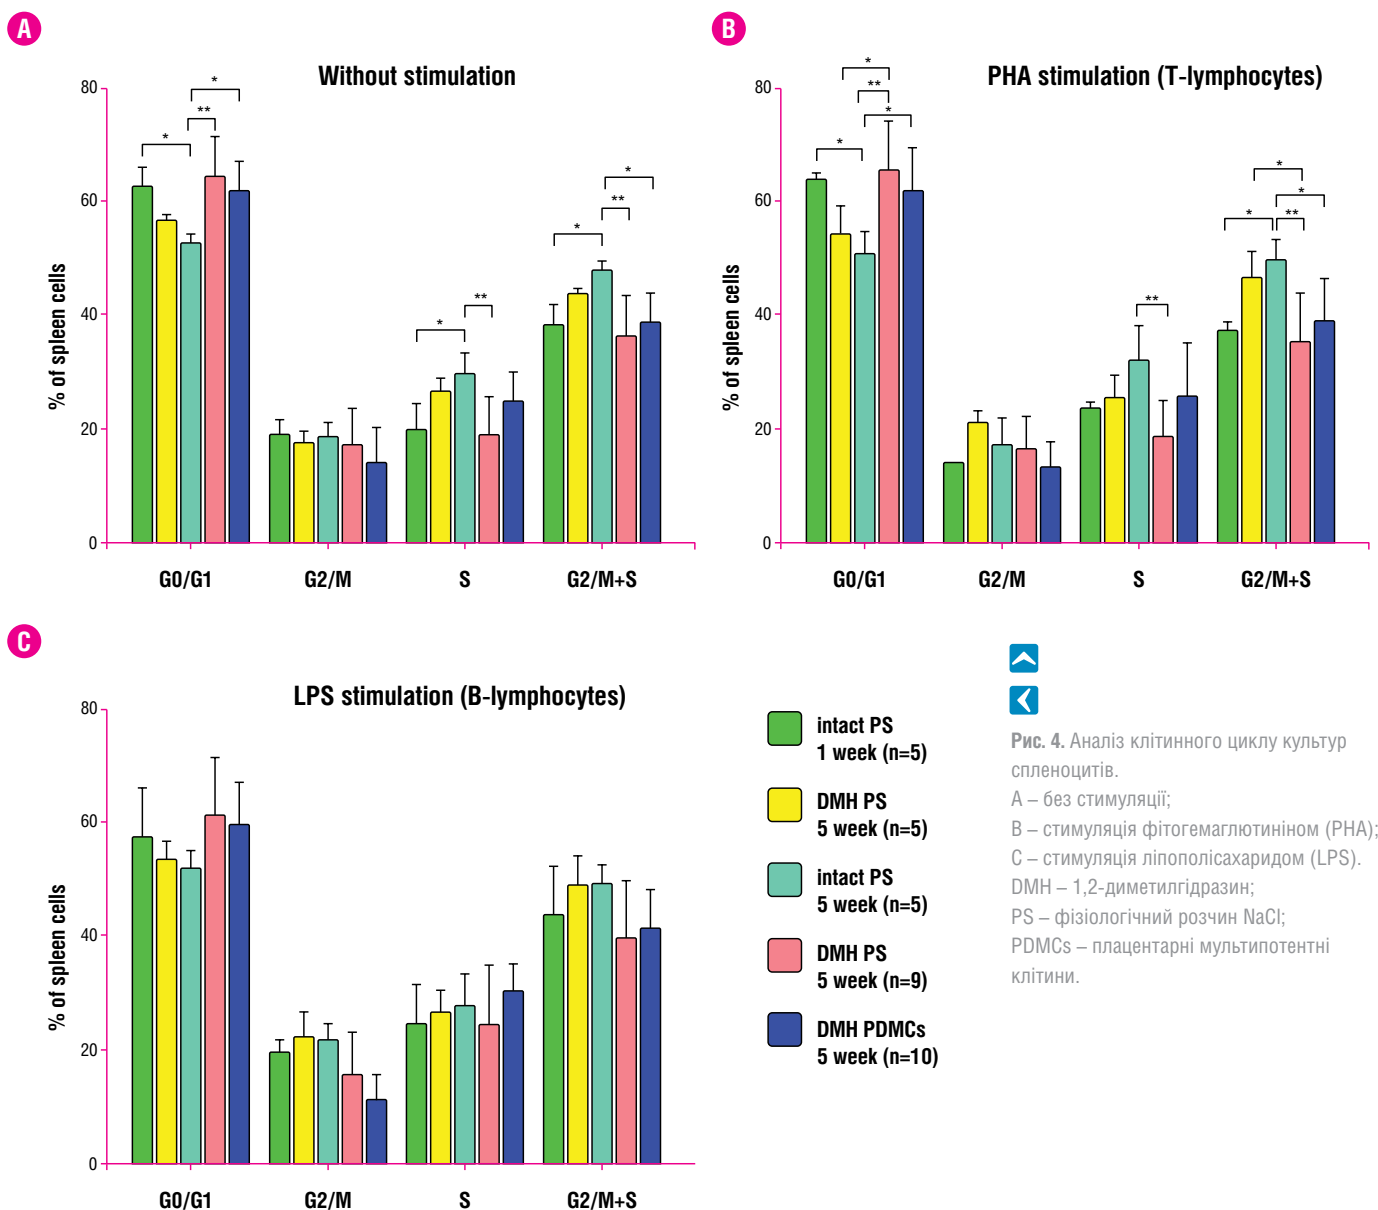 A
Without stimulation
% of spleen cells
80
60
40
20
0
* ** *
* ** 
* ** *
G0/G1 G2/M S G2/M+S
B
PHA stimulation (T-lymphocytes)
% of spleen cells
80
60
40
20
0
* * ** *
**
* * ** *
G0/G1 G2/M S G2/M+S
C
LPS stimulation (B-lymphocytes)
% of spleen cells
80
60
40
20
0
G0/G1 G2/M S G2/M+S
intact PS
1 week (n=5)
DMH PS
5 week (n=5)
intact PS
5 week (n=5)
DMH PS
5 week (n=9)
DMH PDMCs
5 week (n=10)
Рис. 4. Аналіз клітинного циклу культур
спленоцитів.
A – без стимуляції;
B – стимуляція фітогемаглютиніном (PHA);
C – стимуляція ліпополісахаридом (LPS).
DMH – 1,2-диметилгідразин;
PS – фізіологічний розчин NaCl;
PDMCs – плацентарні мультипотентні
клітини.